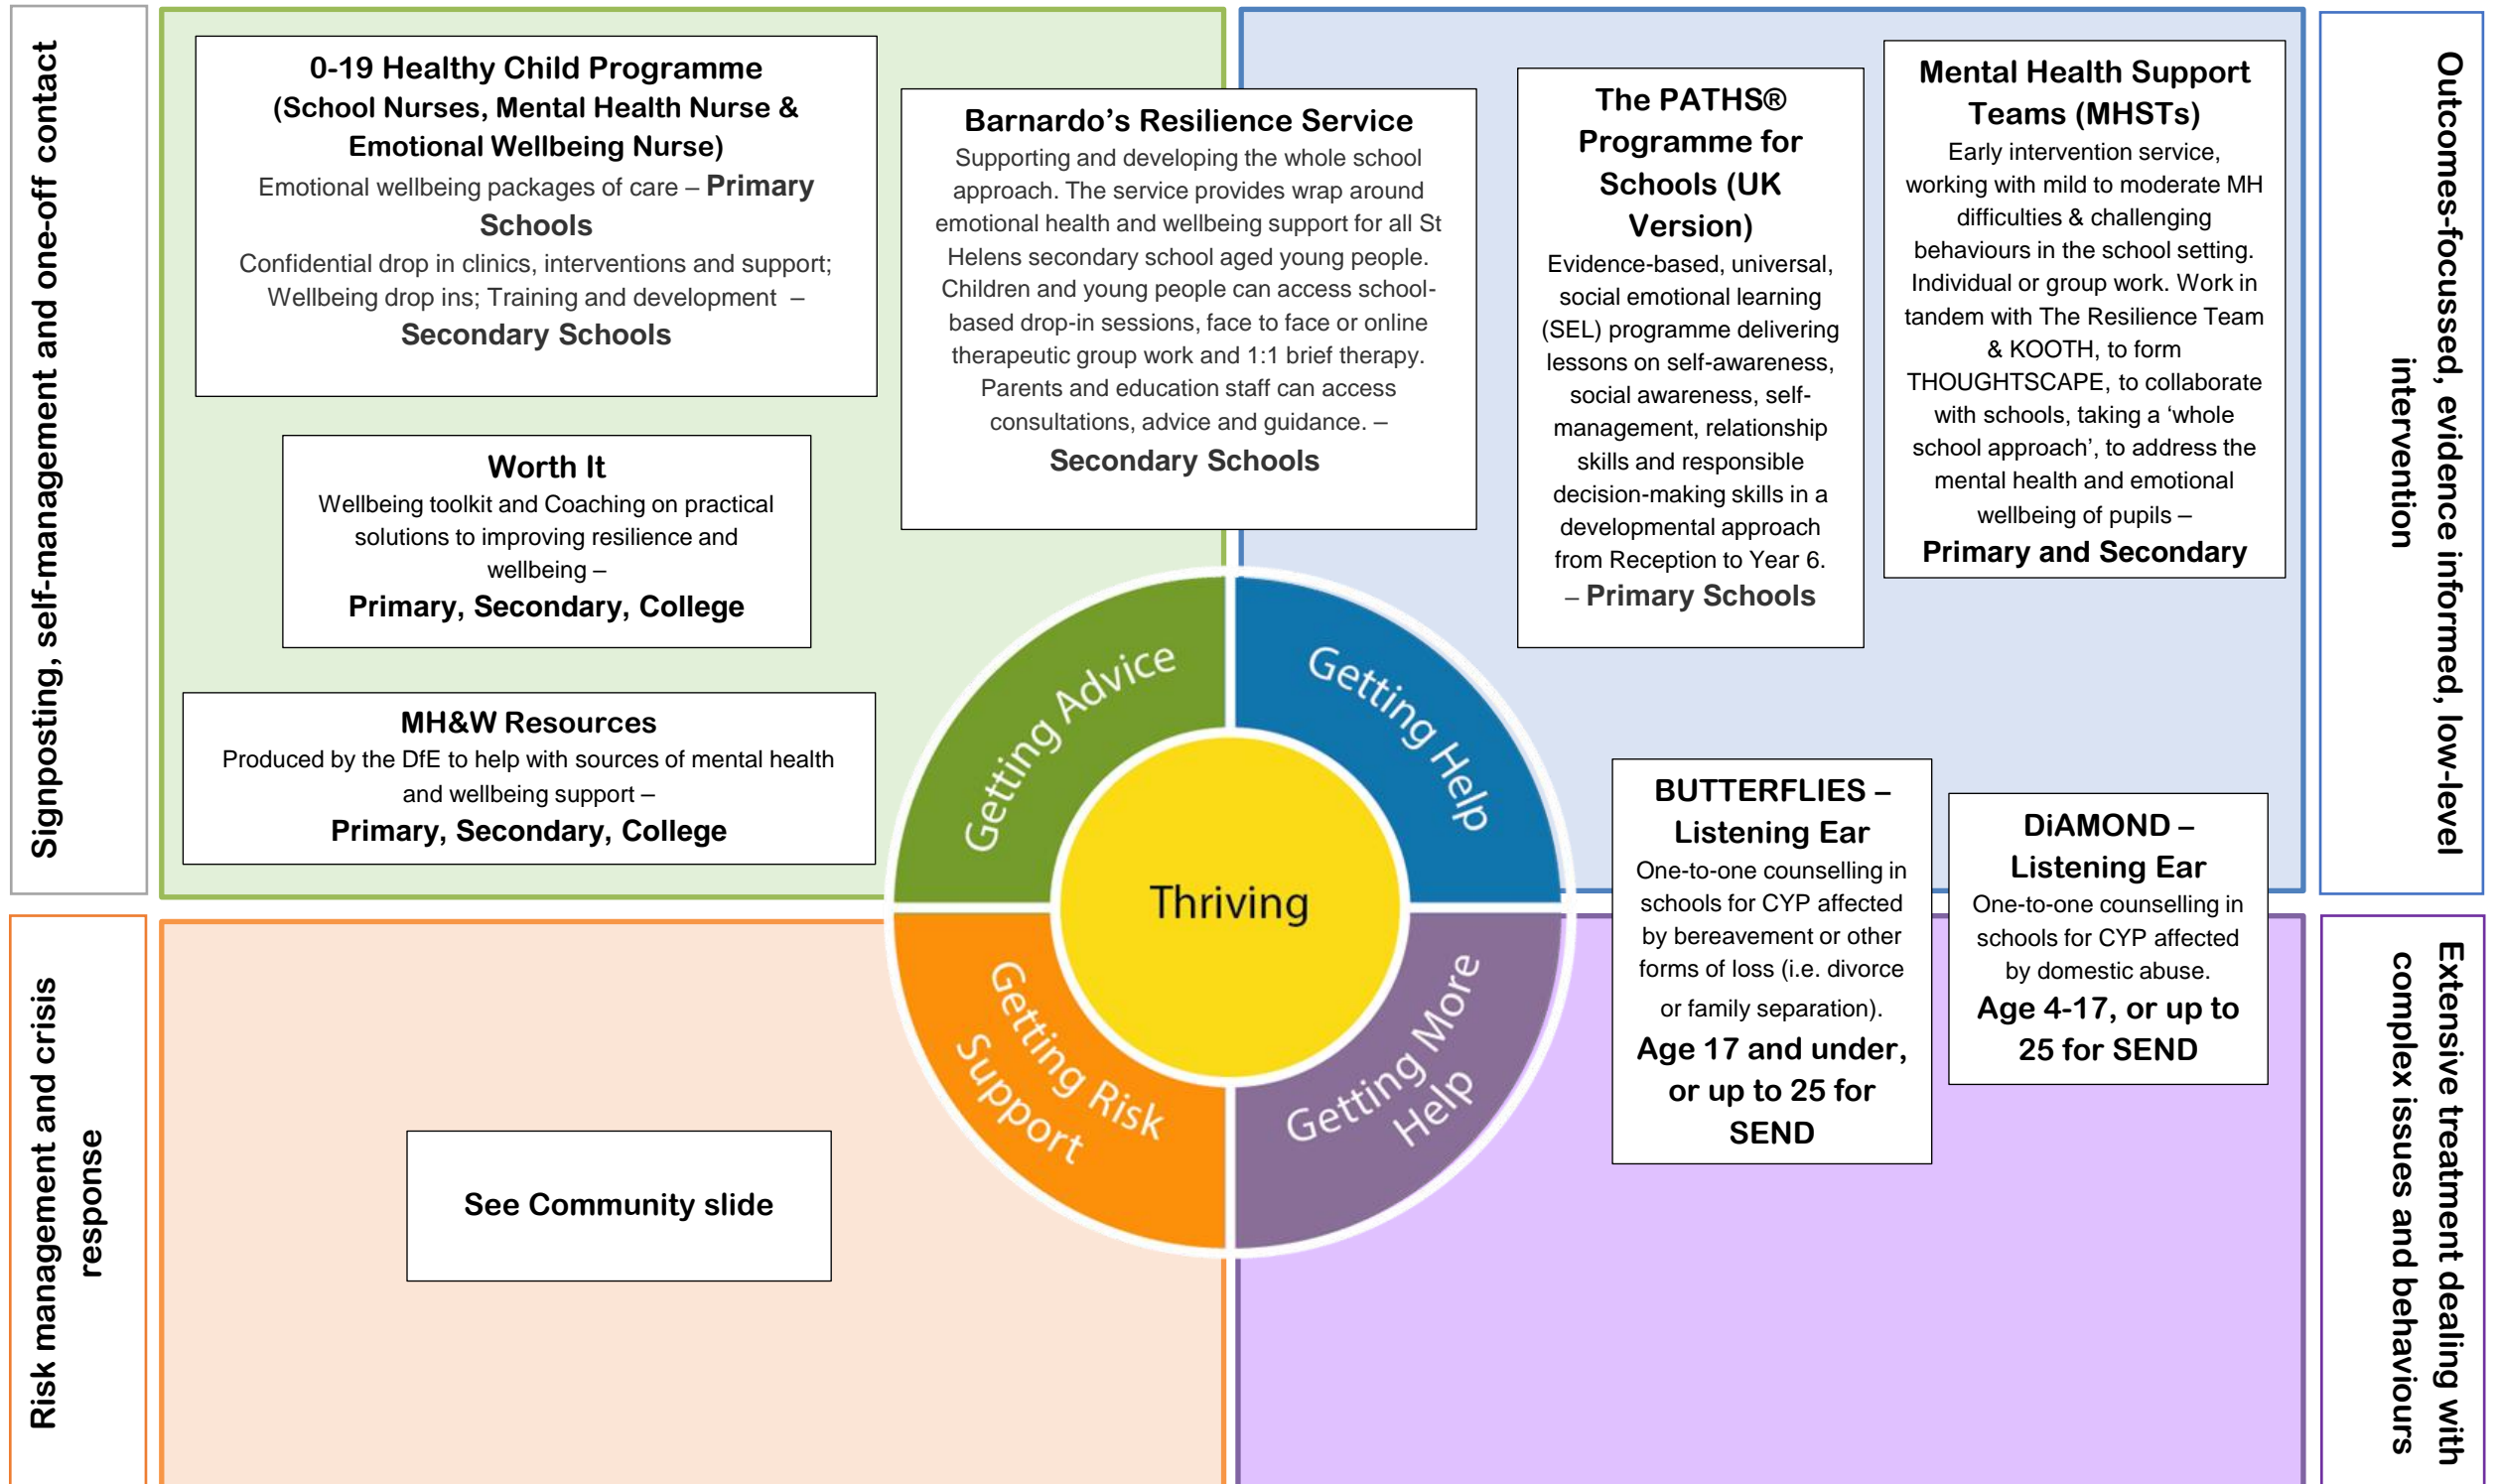 Signposting, self-management and one-off contact
0-19 Healthy Child Programme
(School Nurses, Mental Health Nurse &
Emotional Wellbeing Nurse)
Emotional wellbeing packages of care – Primary
Schools
Confidential drop in clinics, interventions and support;
Wellbeing drop ins; Training and development –
Secondary Schools
Worth It
Wellbeing toolkit and Coaching on practical
solutions to improving resilience and
wellbeing –
Primary, Secondary, College
MH&W Resources
Produced by the DfE to help with sources of mental health
and wellbeing support –
Primary, Secondary, College
Barnardo’s Resilience Service
Supporting and developing the whole school
approach. The service provides wrap around
emotional health and wellbeing support for all St
Helens secondary school aged young people.
Children and young people can access school-
based drop-in sessions, face to face or online
therapeutic group work and 1:1 brief therapy.
Parents and education staff can access
consultations, advice and guidance. –
Secondary Schools
The PATHS®
Programme for
Schools (UK
Version)
Evidence-based, universal,
social emotional learning
(SEL) programme delivering
lessons on self-awareness,
social awareness, self-
management, relationship
skills and responsible
decision-making skills in a
developmental approach
from Reception to Year 6.
– Primary Schools
Mental Health Support
Teams (MHSTs)
Early intervention service,
working with mild to moderate MH
difficulties & challenging
behaviours in the school setting.
Individual or group work. Work in
tandem with The Resilience Team
& KOOTH, to form
THOUGHTSCAPE, to collaborate
with schools, taking a ‘whole
school approach’, to address the
mental health and emotional
wellbeing of pupils –
Primary and Secondary
Outcomes-focussed, evidence informed, low-level
intervention
Getting Advice
Getting Help
Thriving
Getting Risk
Support
Getting More
Help
BUTTERFLIES –
Listening Ear
One-to-one counselling in
schools for CYP affected
by bereavement or other
forms of loss (i.e. divorce
or family separation).
Age 17 and under,
or up to 25 for
SEND
DiAMOND –
Listening Ear
One-to-one counselling in
schools for CYP affected
by domestic abuse.
Age 4-17, or up to
25 for SEND
Risk management and crisis
response
See Community slide
Extensive treatment dealing with
complex issues and behaviours